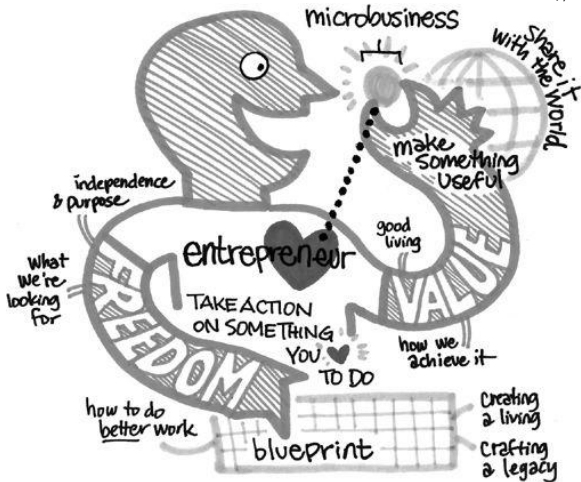 microbusiness
Share it
with the world
make
something
useful
independence
& purpose
good
living
entrepreneur
what
we're
looking
for
FREEDOM
VALUE
TAKE ACTION
ON SOMETHING
YOU ♥
TO DO
how we
achieve it
how to do
better work
blueprint
Creating
a living
Crafting
a legacy